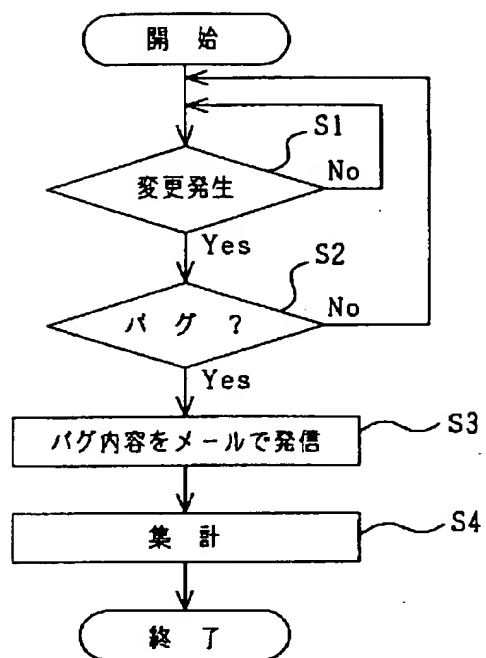 開 始
S1
変更発生
No
Yes
S2
バ グ ?
No
Yes
バグ内容をメールで発信
S3
集 計
S4
終 了